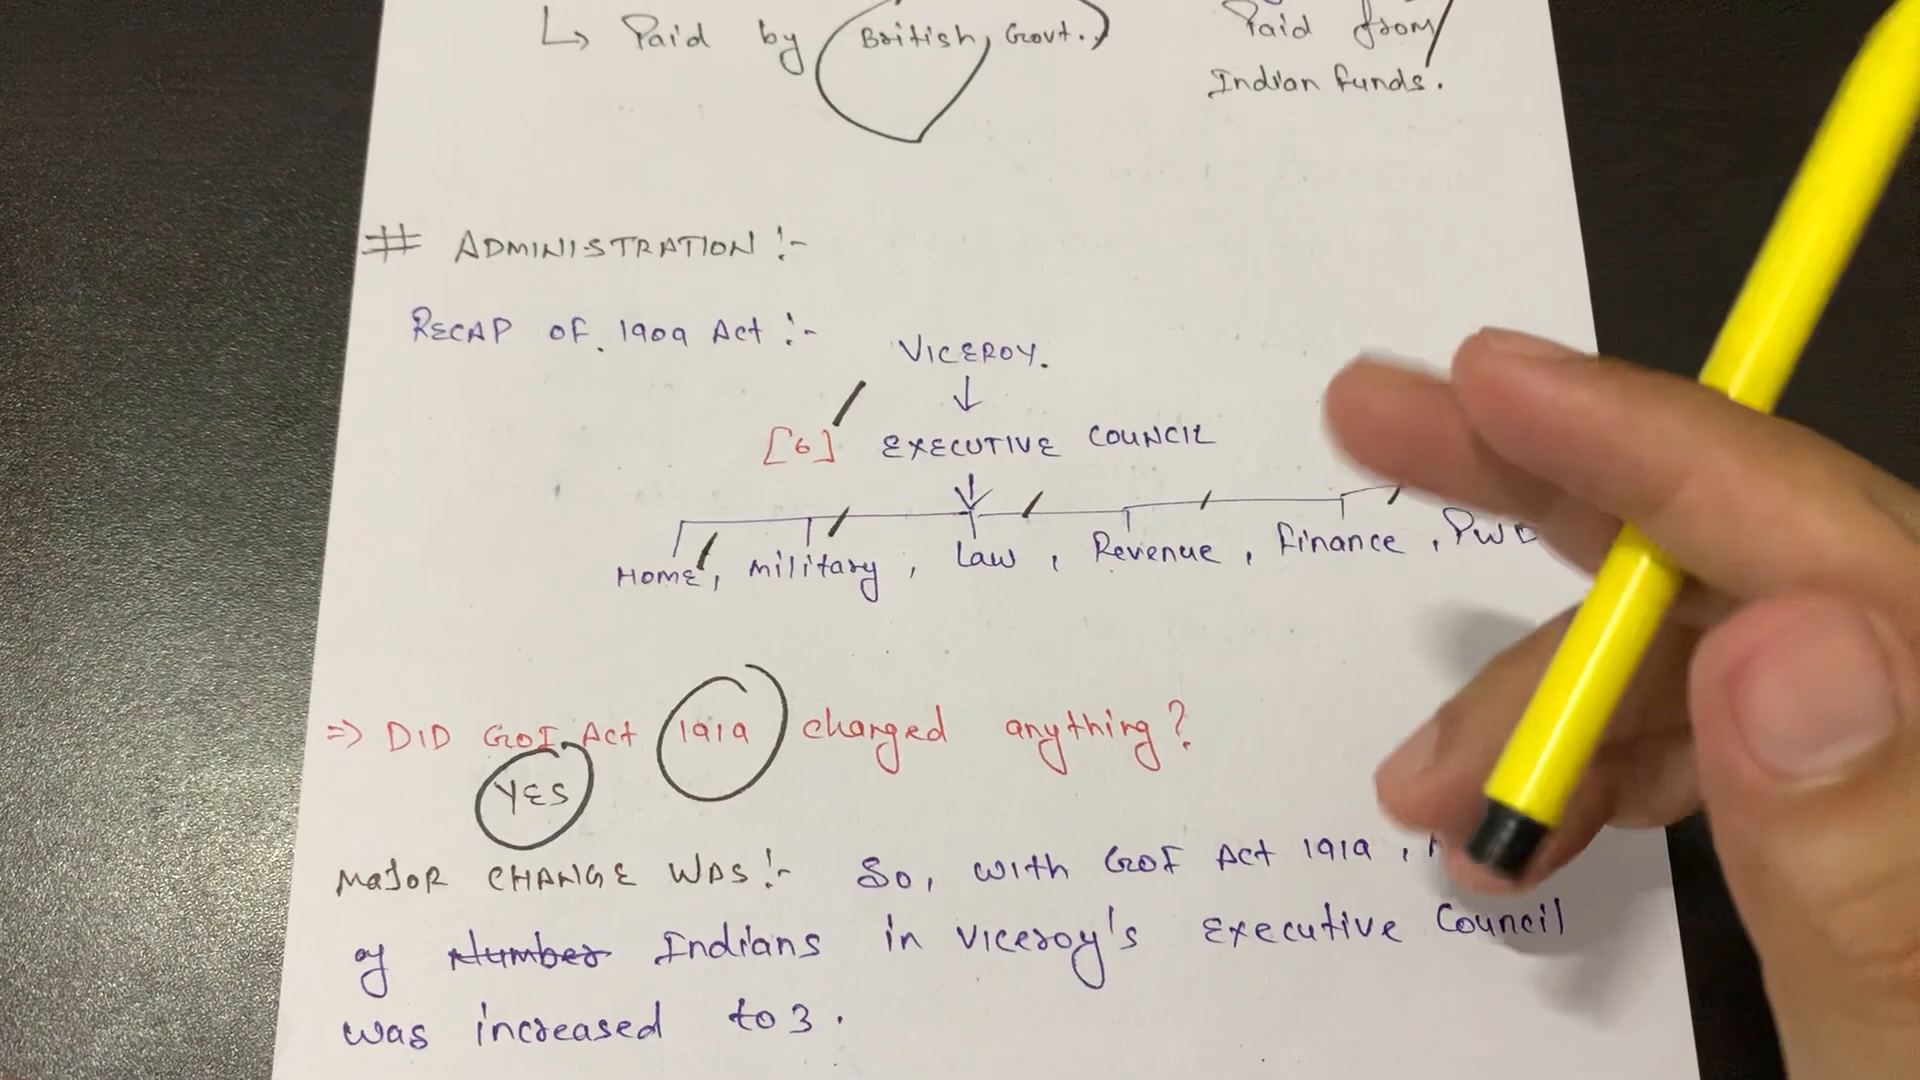 ↳ Paid by British Govt.)
Paid from
Indian funds.
# ADMINISTRATION :-
RECAP OF 1909 Act :-
VICEROY.
↓
[6] EXECUTIVE COUNCIL
↓
Home, military, Law, Revenue, Finance, PWD
⇒ DID GOI Act 1919 changed anything?
YES
MAJOR CHANGE WAS :- So, with GOI Act 1919,
of Number Indians in Viceroy's Executive Council
was increased to 3.